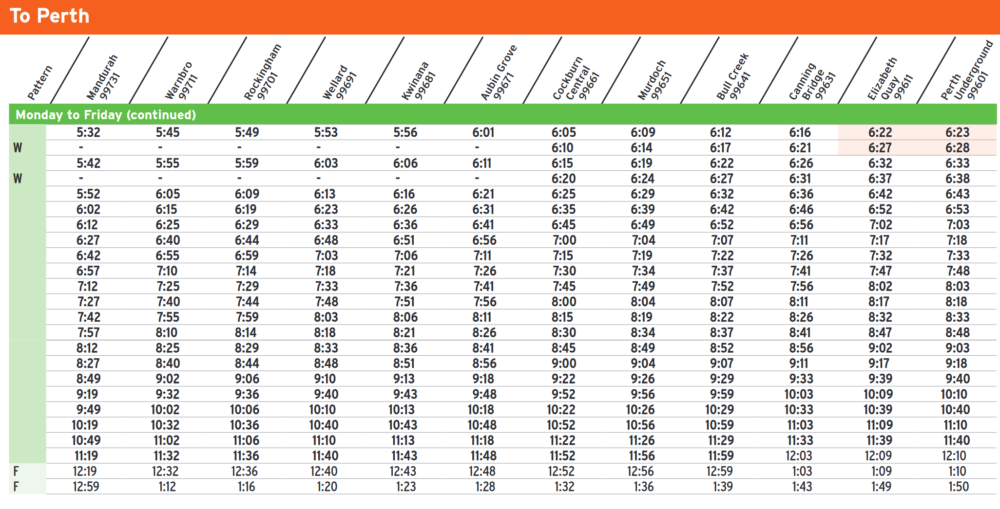 To Perth
Pattern
Mandurah
99731
Warnbro
99711
Rockingham
99701
Wellard
99691
Kwinana
99681
Aubin Grove
99671
Cockburn
Central
99661
Murdoch
99651
Bull Creek
99641
Canning
Bridge
99631
Elizabeth
Quay
99611
Perth
Underground
99601
Monday to Friday (continued)
5:32 5:45 5:49 5:53 5:56 6:01 6:05 6:09 6:12 6:16 6:22 6:23
W - - - - - - 6:10 6:14 6:17 6:21 6:27 6:28
5:42 5:55 5:59 6:03 6:06 6:11 6:15 6:19 6:22 6:26 6:32 6:33
W - - - - - - 6:20 6:24 6:27 6:31 6:37 6:38
5:52 6:05 6:09 6:13 6:16 6:21 6:25 6:29 6:32 6:36 6:42 6:43
6:02 6:15 6:19 6:23 6:26 6:31 6:35 6:39 6:42 6:46 6:52 6:53
6:12 6:25 6:29 6:33 6:36 6:41 6:45 6:49 6:52 6:56 7:02 7:03
6:27 6:40 6:44 6:48 6:51 6:56 7:00 7:04 7:07 7:11 7:17 7:18
6:42 6:55 6:59 7:03 7:06 7:11 7:15 7:19 7:22 7:26 7:32 7:33
6:57 7:10 7:14 7:18 7:21 7:26 7:30 7:34 7:37 7:41 7:47 7:48
7:12 7:25 7:29 7:33 7:36 7:41 7:45 7:49 7:52 7:56 8:02 8:03
7:27 7:40 7:44 7:48 7:51 7:56 8:00 8:04 8:07 8:11 8:17 8:18
7:42 7:55 7:59 8:03 8:06 8:11 8:15 8:19 8:22 8:26 8:32 8:33
7:57 8:10 8:14 8:18 8:21 8:26 8:30 8:34 8:37 8:41 8:47 8:48
8:12 8:25 8:29 8:33 8:36 8:41 8:45 8:49 8:52 8:56 9:02 9:03
8:27 8:40 8:44 8:48 8:51 8:56 9:00 9:04 9:07 9:11 9:17 9:18
8:49 9:02 9:06 9:10 9:13 9:18 9:22 9:26 9:29 9:33 9:39 9:40
9:19 9:32 9:36 9:40 9:43 9:48 9:52 9:56 9:59 10:03 10:09 10:10
9:49 10:02 10:06 10:10 10:13 10:18 10:22 10:26 10:29 10:33 10:39 10:40
10:19 10:32 10:36 10:40 10:43 10:48 10:52 10:56 10:59 11:03 11:09 11:10
10:49 11:02 11:06 11:10 11:13 11:18 11:22 11:26 11:29 11:33 11:39 11:40
11:19 11:32 11:36 11:40 11:43 11:48 11:52 11:56 11:59 12:03 12:09 12:10
F 12:19 12:32 12:36 12:40 12:43 12:48 12:52 12:56 12:59 1:03 1:09 1:10
F 12:59 1:12 1:16 1:20 1:23 1:28 1:32 1:36 1:39 1:43 1:49 1:50